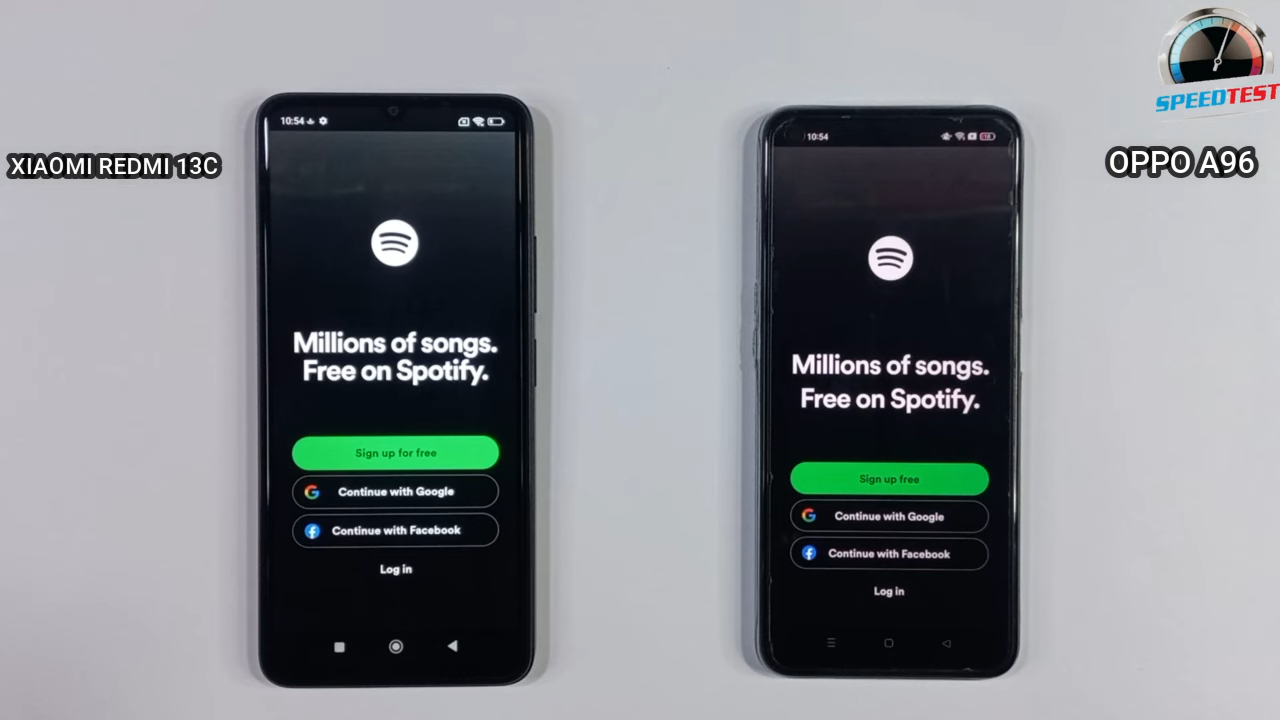 SPEEDTEST
XIAOMI REDMI 13C
OPPO A96
10:54
Millions of songs.
Free on Spotify.
Sign up for free
Continue with Google
Continue with Facebook
Log in
10:54
Millions of songs.
Free on Spotify.
Sign up free
Continue with Google
Continue with Facebook
Log in